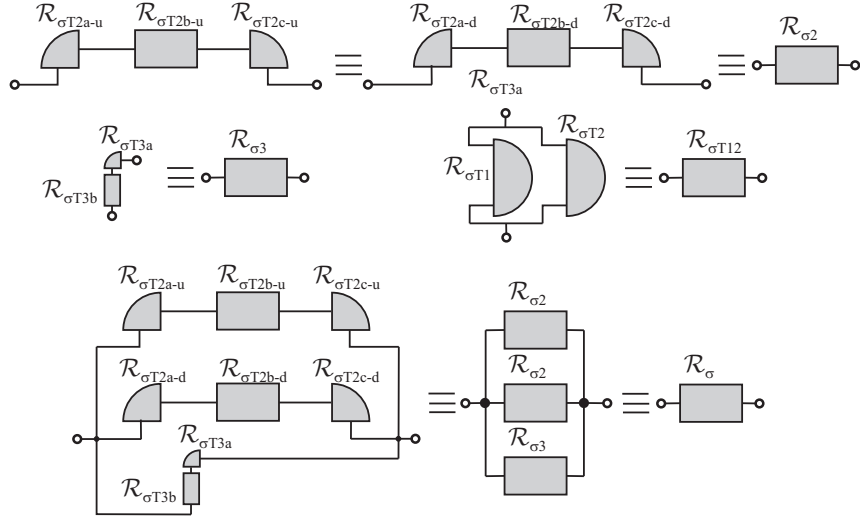 ℛσT2a-u ℛσT2b-u ℛσT2c-u ≡ ℛσT2a-d ℛσT2b-d ℛσT2c-d ≡ ℛσ2
ℛσT3a
ℛσT3a ℛσT3b ≡ ℛσ3
ℛσT1 ℛσT2 ≡ ℛσT12
ℛσT2a-u ℛσT2b-u ℛσT2c-u
ℛσT2a-d ℛσT2b-d ℛσT2c-d
ℛσT3a
ℛσT3b
≡
ℛσ2
ℛσ2
ℛσ3
≡ ℛσ